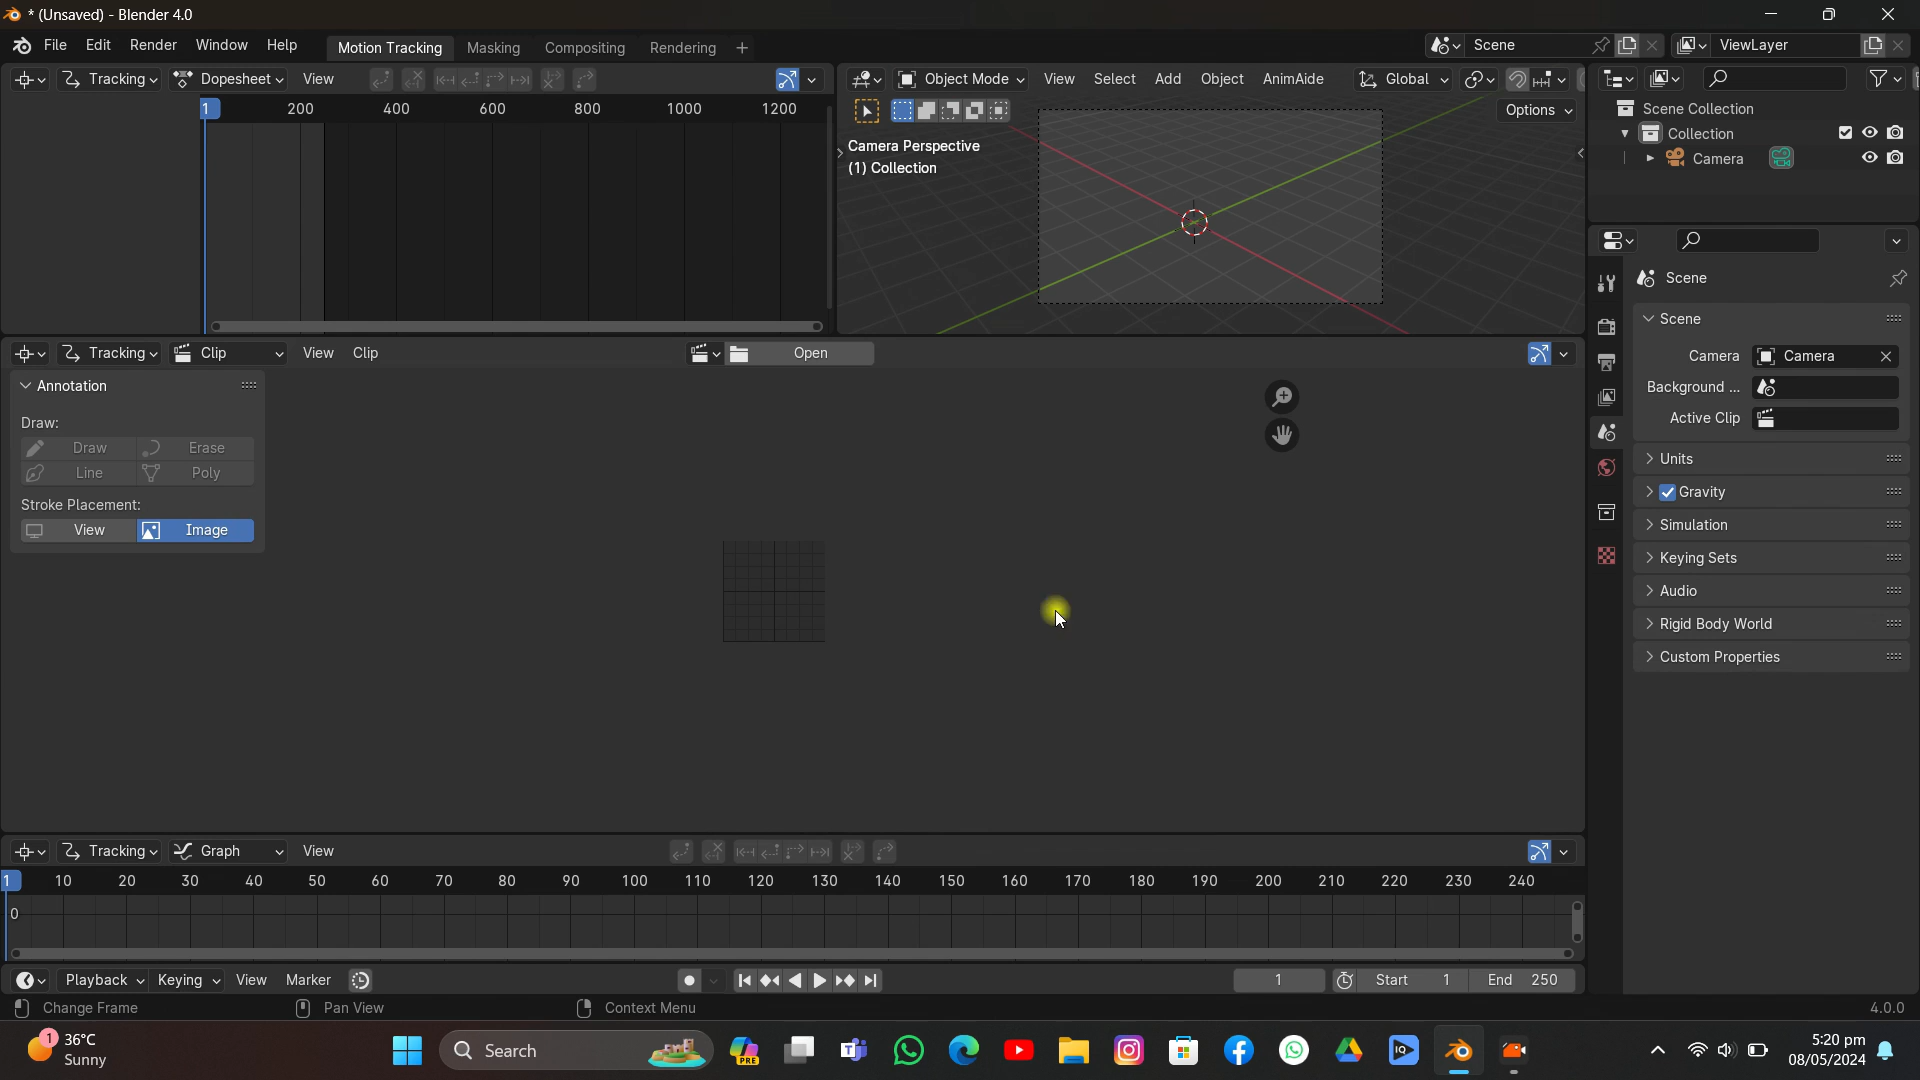 * (Unsaved) - Blender 4.0
File Edit Render Window Help Motion Tracking Masking Compositing Rendering + Scene ViewLayer
Tracking Dopesheet View
Object Mode View Select Add Object AnimAide Global
1 200 400 600 800 1000 1200
Options
Camera Perspective
(1) Collection
Scene Collection
Collection
Camera
Tracking Clip View Clip Open
Annotation
Draw:
Draw Erase
Line Poly
Stroke Placement:
View Image
Scene
Scene
Camera Camera
Background ...
Active Clip
Units
Gravity
Simulation
Keying Sets
Audio
Rigid Body World
Custom Properties
Tracking Graph View
1 10 20 30 40 50 60 70 80 90 100 110 120 130 140 150 160 170 180 190 200 210 220 230 240
0
Playback Keying View Marker 1 Start 1 End 250
Change Frame Pan View Context Menu 4.0.0
1 36°C
Sunny
Search
PRE
IQ
5:20 pm
08/05/2024